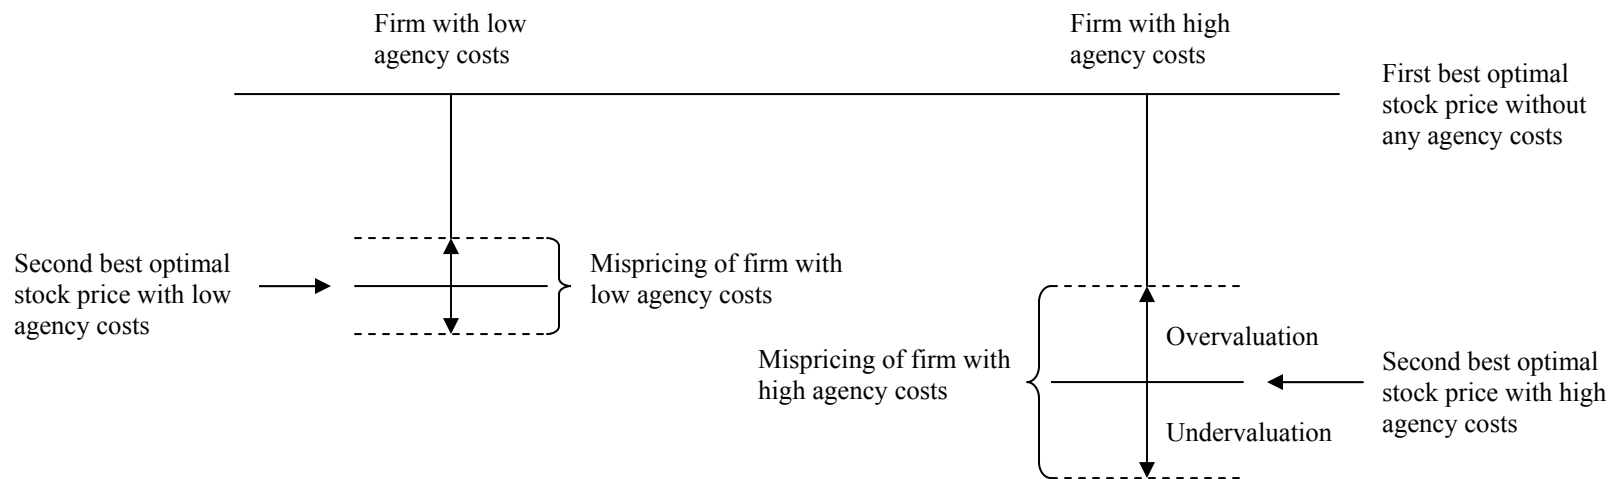 Firm with low
agency costs
Firm with high
agency costs
First best optimal
stock price without
any agency costs
Second best optimal
stock price with low
agency costs
Mispricing of firm with
low agency costs
Mispricing of firm with
high agency costs
Overvaluation
Undervaluation
Second best optimal
stock price with high
agency costs